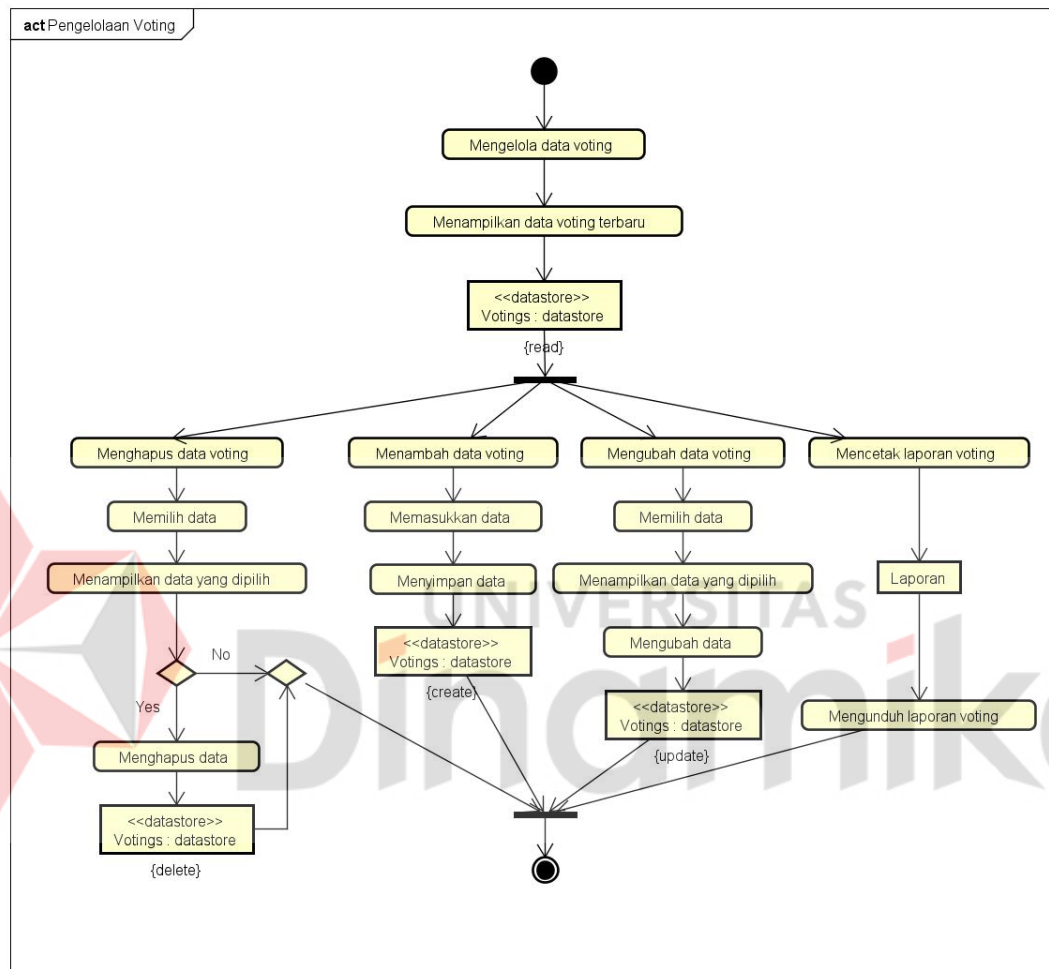 act Pengelolaan Voting
Mengelola data voting
Menampilkan data voting terbaru
<<datastore>>
Votings : datastore
{read}
Menghapus data voting
Menambah data voting
Mengubah data voting
Mencetak laporan voting
Memilih data
Memasukkan data
Memilih data
Menampilkan data yang dipilih
Menyimpan data
Menampilkan data yang dipilih
Laporan
UNIVERSITAS
Dinamika
<<datastore>>
Votings : datastore
{create}
Mengubah data
No
Yes
<<datastore>>
Votings : datastore
{update}
Mengunduh laporan voting
Menghapus data
<<datastore>>
Votings : datastore
{delete}